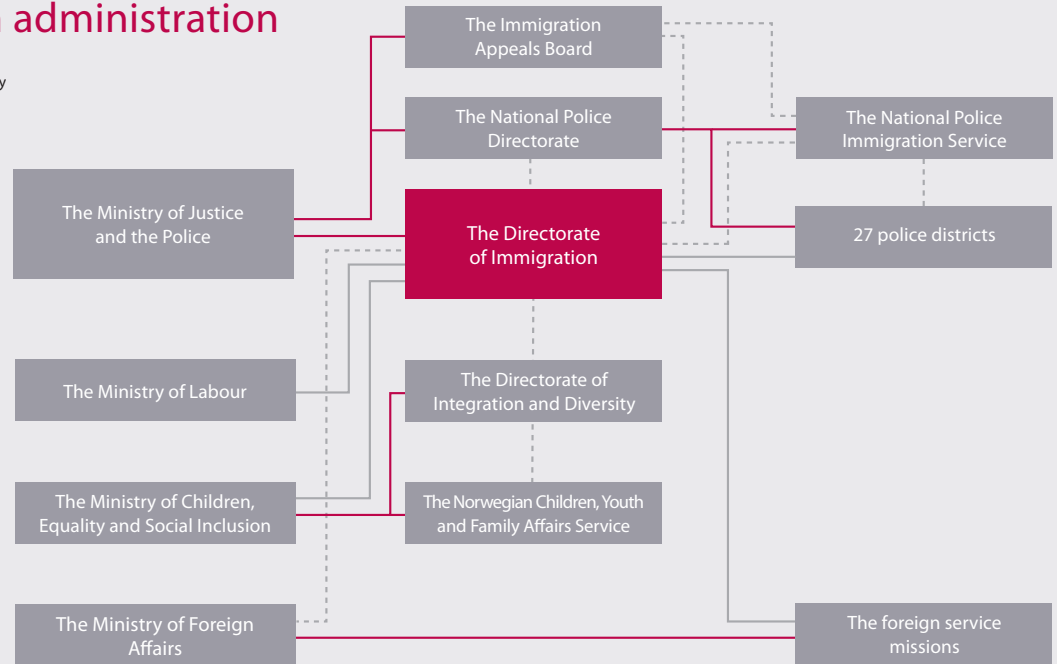 administration
y
The Immigration
Appeals Board
The National Police
Directorate
The National Police
Immigration Service
The Ministry of Justice
and the Police
The Directorate
of Immigration
27 police districts
The Ministry of Labour
The Directorate of
Integration and Diversity
The Ministry of Children,
Equality and Social Inclusion
The Norwegian Children, Youth
and Family Affairs Service
The Ministry of Foreign
Affairs
The foreign service
missions